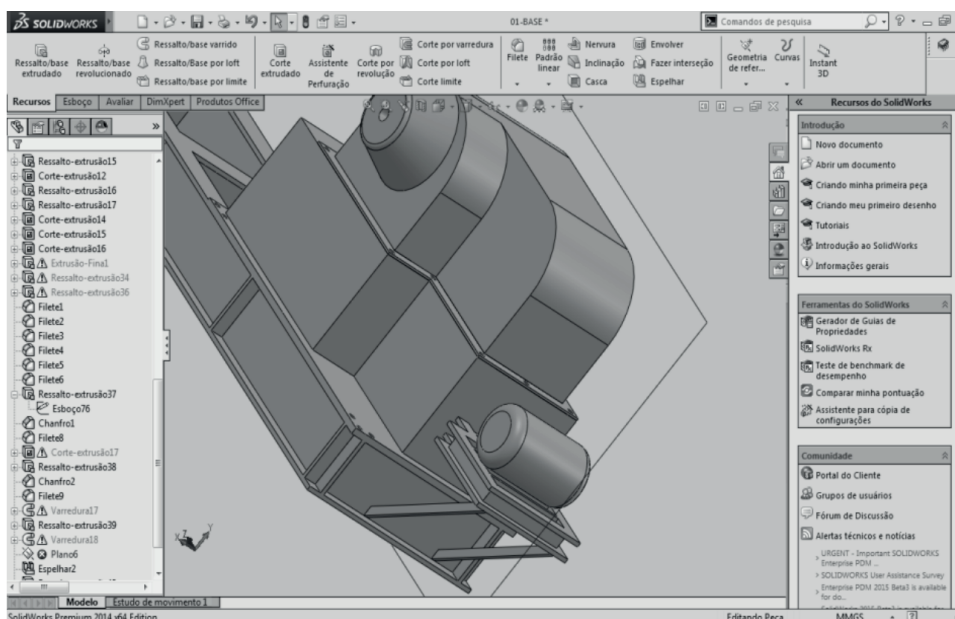 SOLIDWORKS
01-BASE *
Comandos de pesquisa
Ressalto/base extrudado
Ressalto/base revolucionado
Ressalto/Base varrido
Ressalto/Base por loft
Ressalto/base por limite
Corte extrudado
Assistente de Perfuração
Corte por revolução
Corte por varredura
Corte por loft
Corte limite
Filete
Padrão linear
Nervura
Inclinação
Casca
Envolver
Fazer interseção
Espelhar
Geometria de refer...
Curvas
Instant 3D
Recursos
Esboço
Avaliar
DimXpert
Produtos Office
Ressalto-extrusão15
Corte-extrusão12
Ressalto-extrusão16
Ressalto-extrusão17
Corte-extrusão14
Corte-extrusão15
Corte-extrusão16
Extrusão-Fina1
Ressalto-extrusão34
Ressalto-extrusão36
Filete1
Filete2
Filete3
Filete4
Filete5
Filete6
Ressalto-extrusão37
Esboço76
Chanfro1
Filete8
Corte-extrusão17
Ressalto-extrusão38
Chanfro2
Filete9
Varredura17
Ressalto-extrusão39
Varredura18
Plano6
Espelhar2
X Z Y
Modelo
Estudo de movimento 1
SolidWorks Premium 2014 x64 Edition
Editando Peça
MMGS
Recursos do SolidWorks
Introdução
Novo documento
Abrir um documento
Criando minha primeira peça
Criando meu primeiro desenho
Tutoriais
Introdução ao SolidWorks
Informações gerais
Ferramentas do SolidWorks
Gerador de Guias de
Propriedades
SolidWorks Rx
Teste de benchmark de
desempenho
Comparar minha pontuação
Assistente para cópia de
configurações
Comunidade
Portal do Cliente
Grupos de usuários
Fórum de Discussão
Alertas técnicos e notícias
URGENT - Important SOLIDWORKS
Enterprise PDM ...
SOLIDWORKS User Assistance Survey
Enterprise PDM 2015 Beta3 is available
for do...